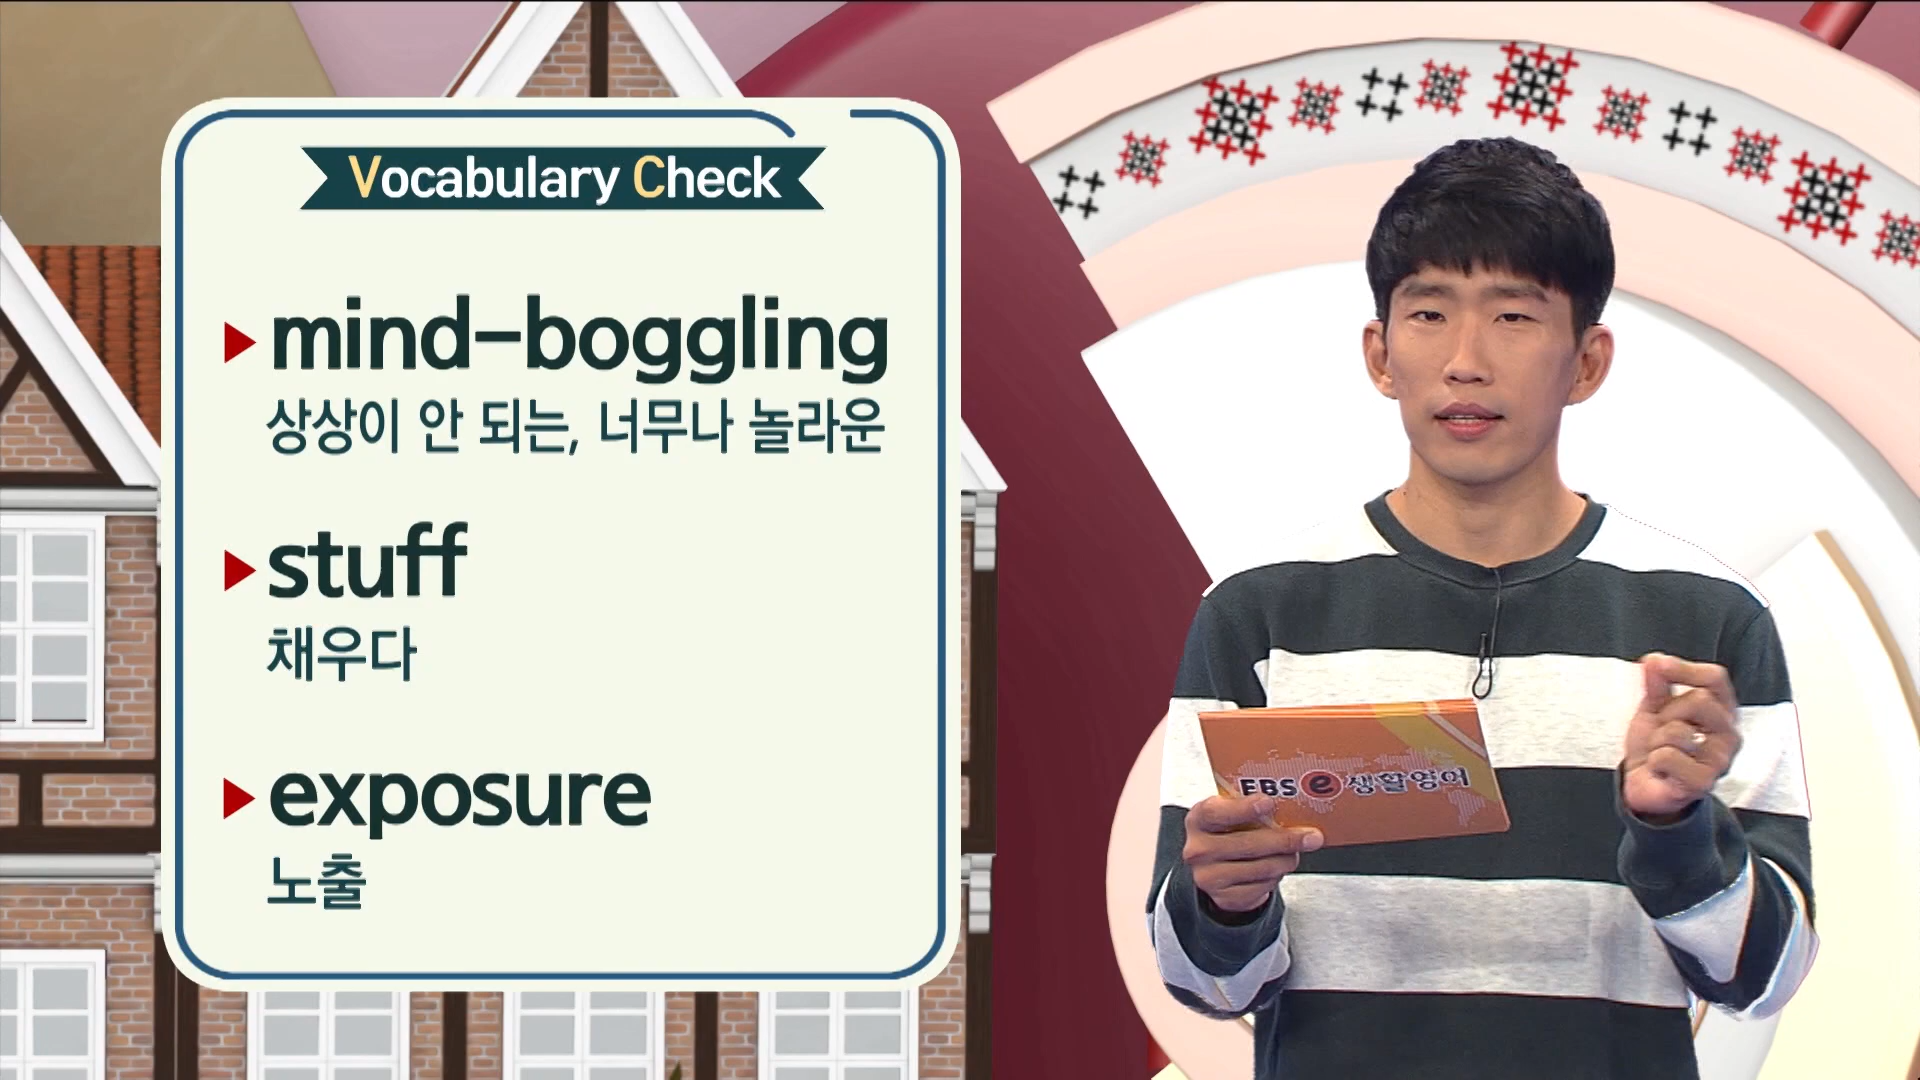 Vocabulary Check
mind-boggling
상상이 안 되는, 너무나 놀라운
stuff
채우다
exposure
노출
EBS e 생활영어